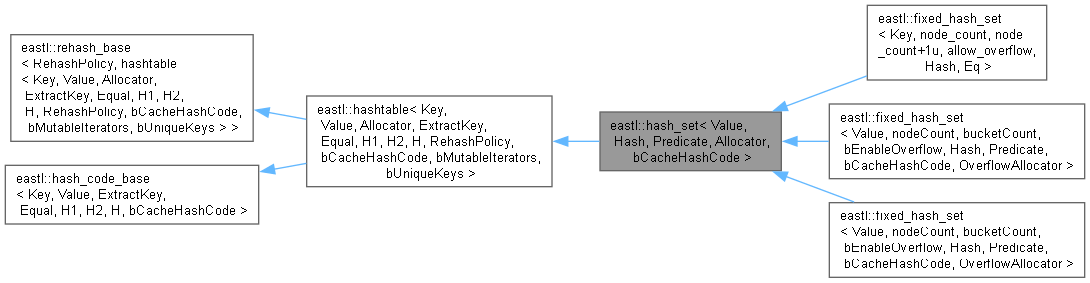 eastl::rehash_base
< RehashPolicy, hashtable
< Key, Value, Allocator,
ExtractKey, Equal, H1, H2,
H, RehashPolicy, bCacheHashCode,
bMutableIterators, bUniqueKeys > >
eastl::hash_code_base
< Key, Value, ExtractKey,
Equal, H1, H2, H, bCacheHashCode >
eastl::hashtable< Key,
Value, Allocator, ExtractKey,
Equal, H1, H2, H, RehashPolicy,
bCacheHashCode, bMutableIterators,
bUniqueKeys >
eastl::hash_set< Value,
Hash, Predicate, Allocator,
bCacheHashCode >
eastl::fixed_hash_set
< Key, node_count, node
_count+1u, allow_overflow,
Hash, Eq >
eastl::fixed_hash_set
< Value, nodeCount, bucketCount,
bEnableOverflow, Hash, Predicate,
bCacheHashCode, OverflowAllocator >
eastl::fixed_hash_set
< Value, nodeCount, bucketCount,
bEnableOverflow, Hash, Predicate,
bCacheHashCode, OverflowAllocator >